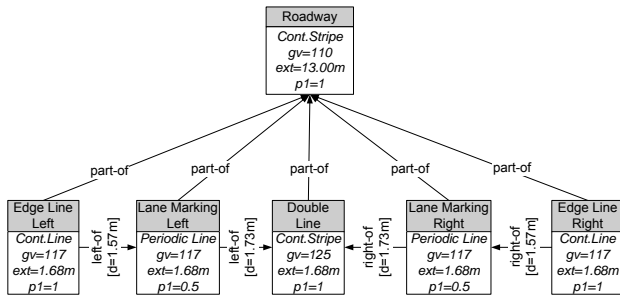 Roadway
Cont.Stripe
gv=110
ext=13.00m
p1=1
part-of
part-of
part-of
part-of
part-of
Edge Line
Left
Cont.Line
gv=117
ext=1.68m
p1=1
left-of
[d=1.57m]
Lane Marking
Left
Periodic Line
gv=117
ext=1.68m
p1=0.5
left-of
[d=1.73m]
Double
Line
Cont.Stripe
gv=125
ext=1.68m
p1=1
right-of
[d=1.73m]
Lane Marking
Right
Periodic Line
gv=117
ext=1.68m
p1=0.5
right-of
[d=1.57m]
Edge Line
Right
Cont.Line
gv=117
ext=1.68m
p1=1